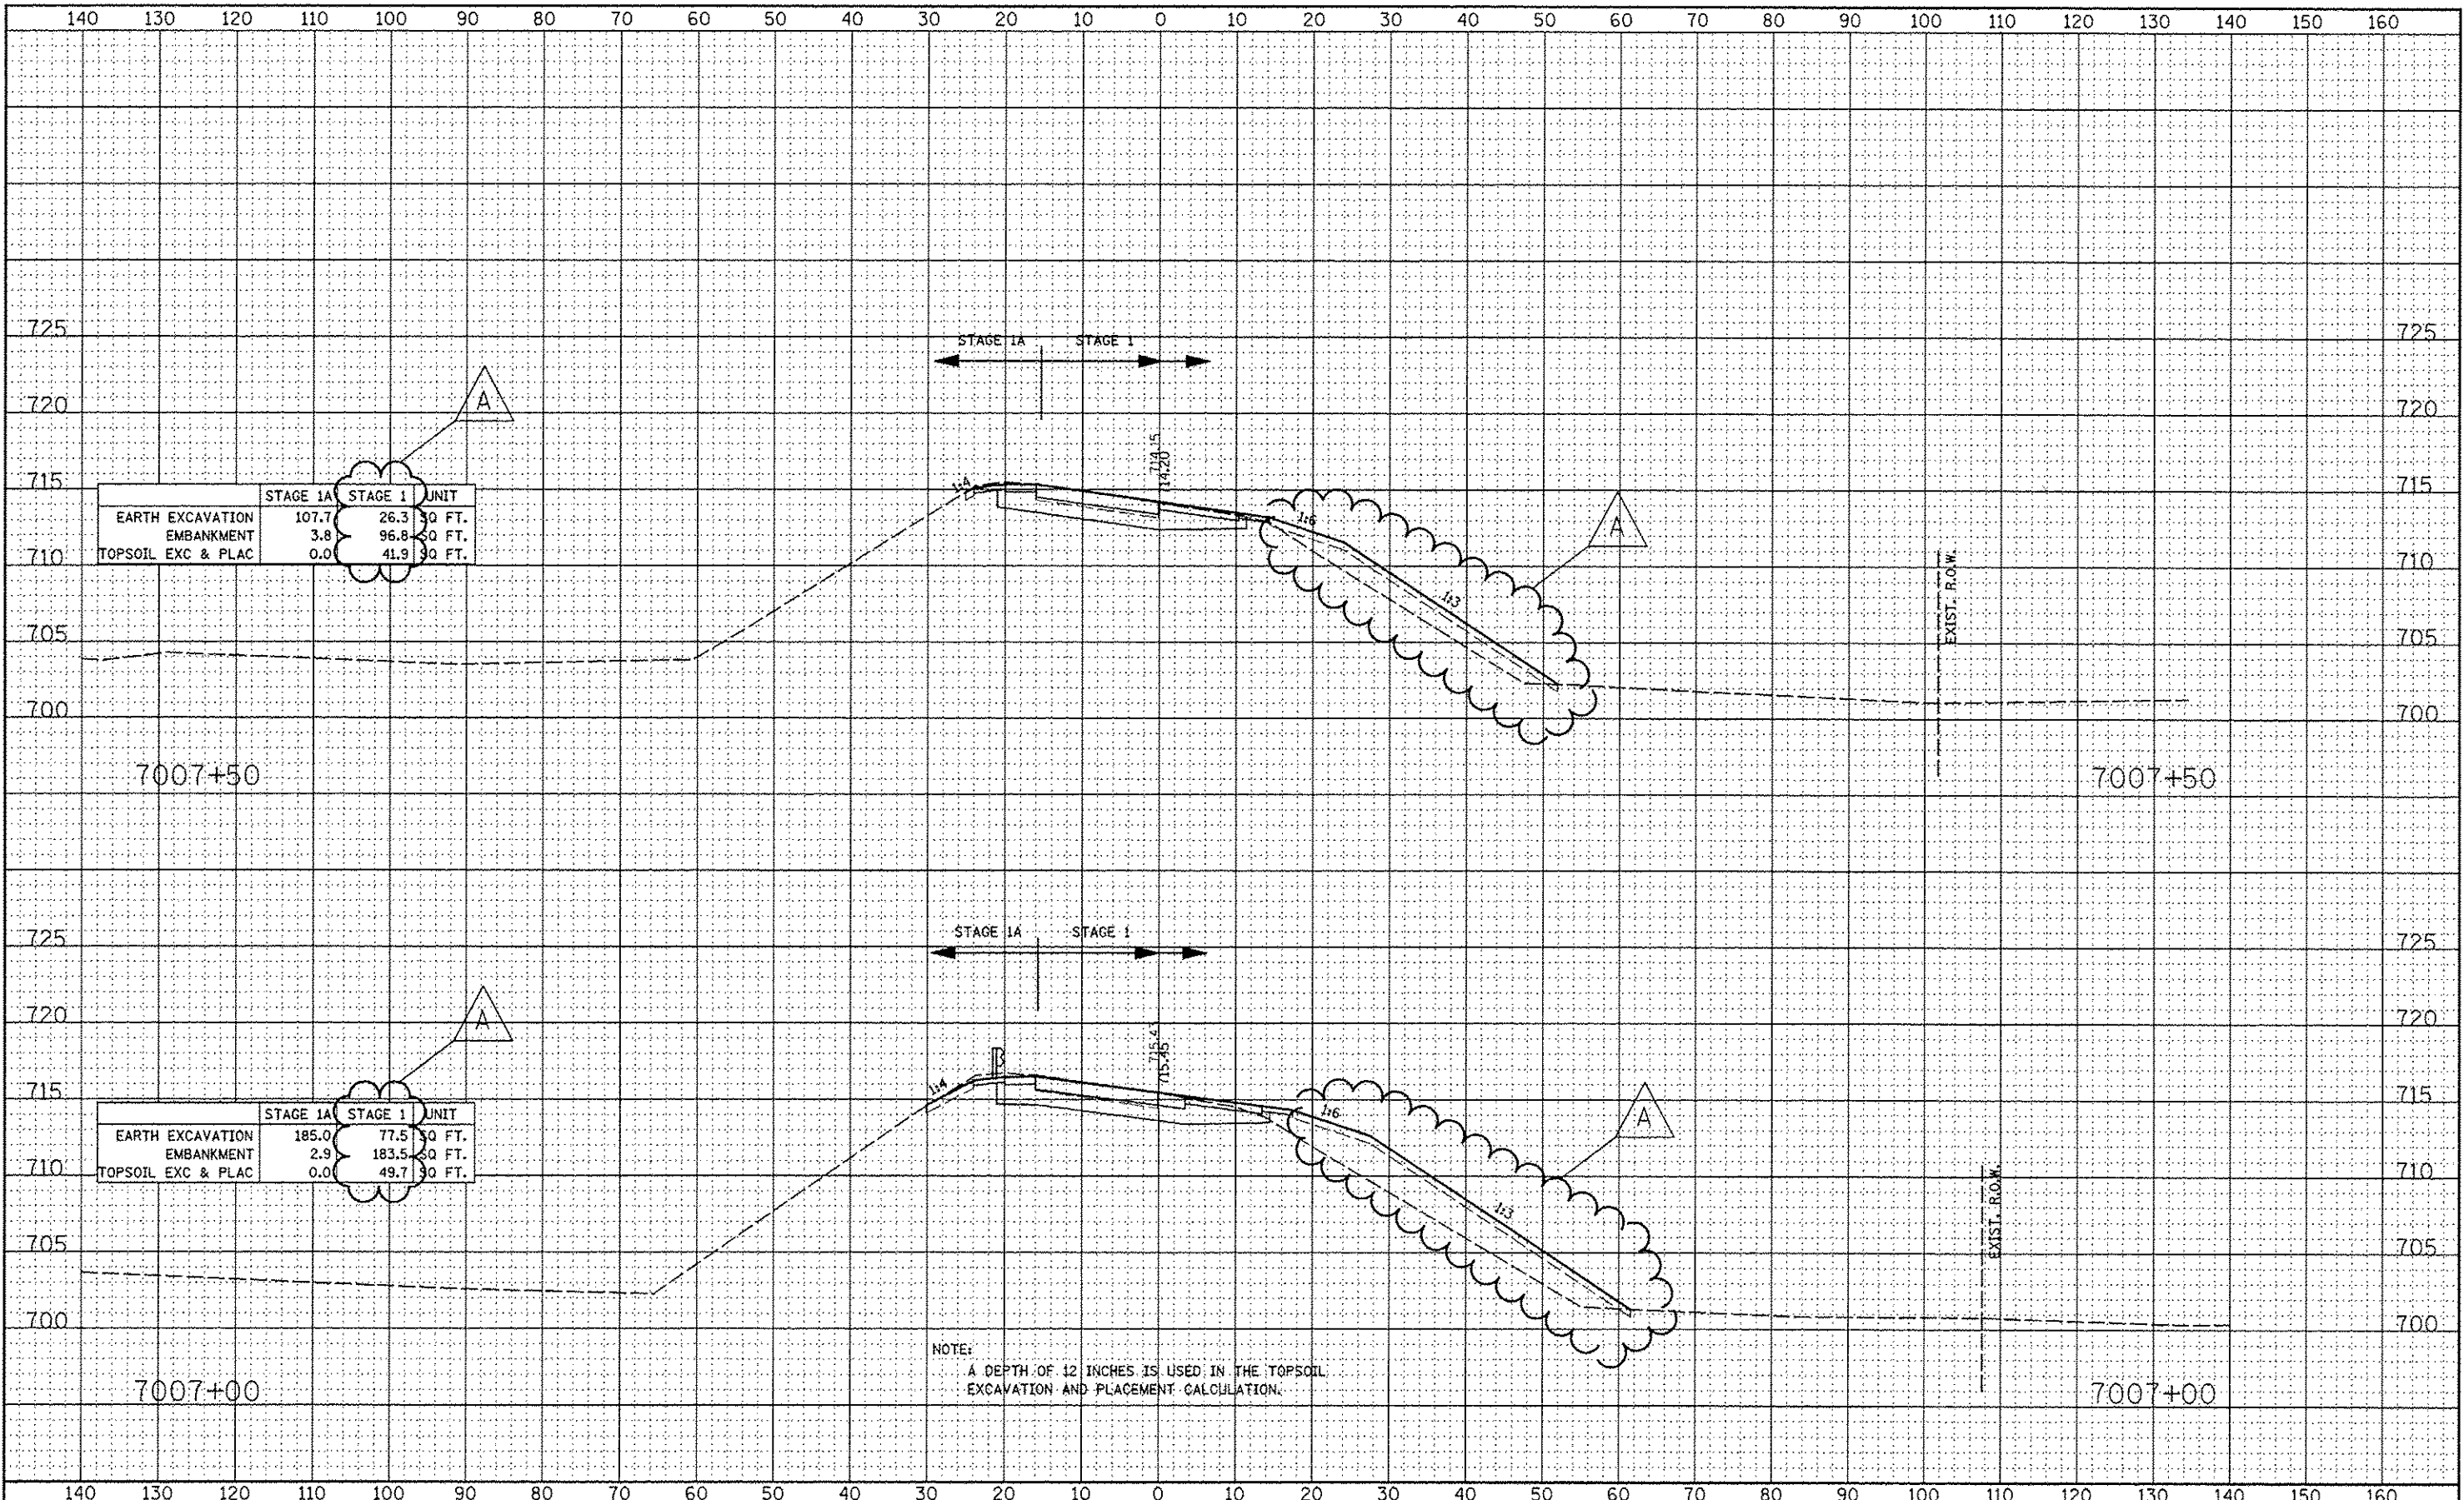 140 130 120 110 100 90 80 70 60 50 40 30 20 10 0 10 20 30 40 50 60 70 80 90 100 110 120 130 140 150 160
725 725
STAGE 1A STAGE 1
A
720 720
714.15
714.20
715 715
STAGE 1A STAGE 1 UNIT
EARTH EXCAVATION 107.7 26.3 SQ FT.
EMBANKMENT 3.8 96.8 SQ FT.
TOPSOIL EXC & PLAC 0.0 41.9 SQ FT.
1:4
1:6
A
1:3
710 710
EXIST. R.O.W.
705 705
700 700
7007+50 7007+50
725 725
STAGE 1A STAGE 1
A
720 720
715.45
715 715
STAGE 1A STAGE 1 UNIT
EARTH EXCAVATION 185.0 77.5 SQ FT.
EMBANKMENT 2.9 183.5 SQ FT.
TOPSOIL EXC & PLAC 0.0 49.7 SQ FT.
1:4
1:6
A
1:3
710 710
EXIST. R.O.W.
705 705
700 700
NOTE:
A DEPTH OF 12 INCHES IS USED IN THE TOPSOIL
EXCAVATION AND PLACEMENT CALCULATION.
7007+00 7007+00
140 130 120 110 100 90 80 70 60 50 40 30 20 10 0 10 20 30 40 50 60 70 80 90 100 110 120 130 140 150 160